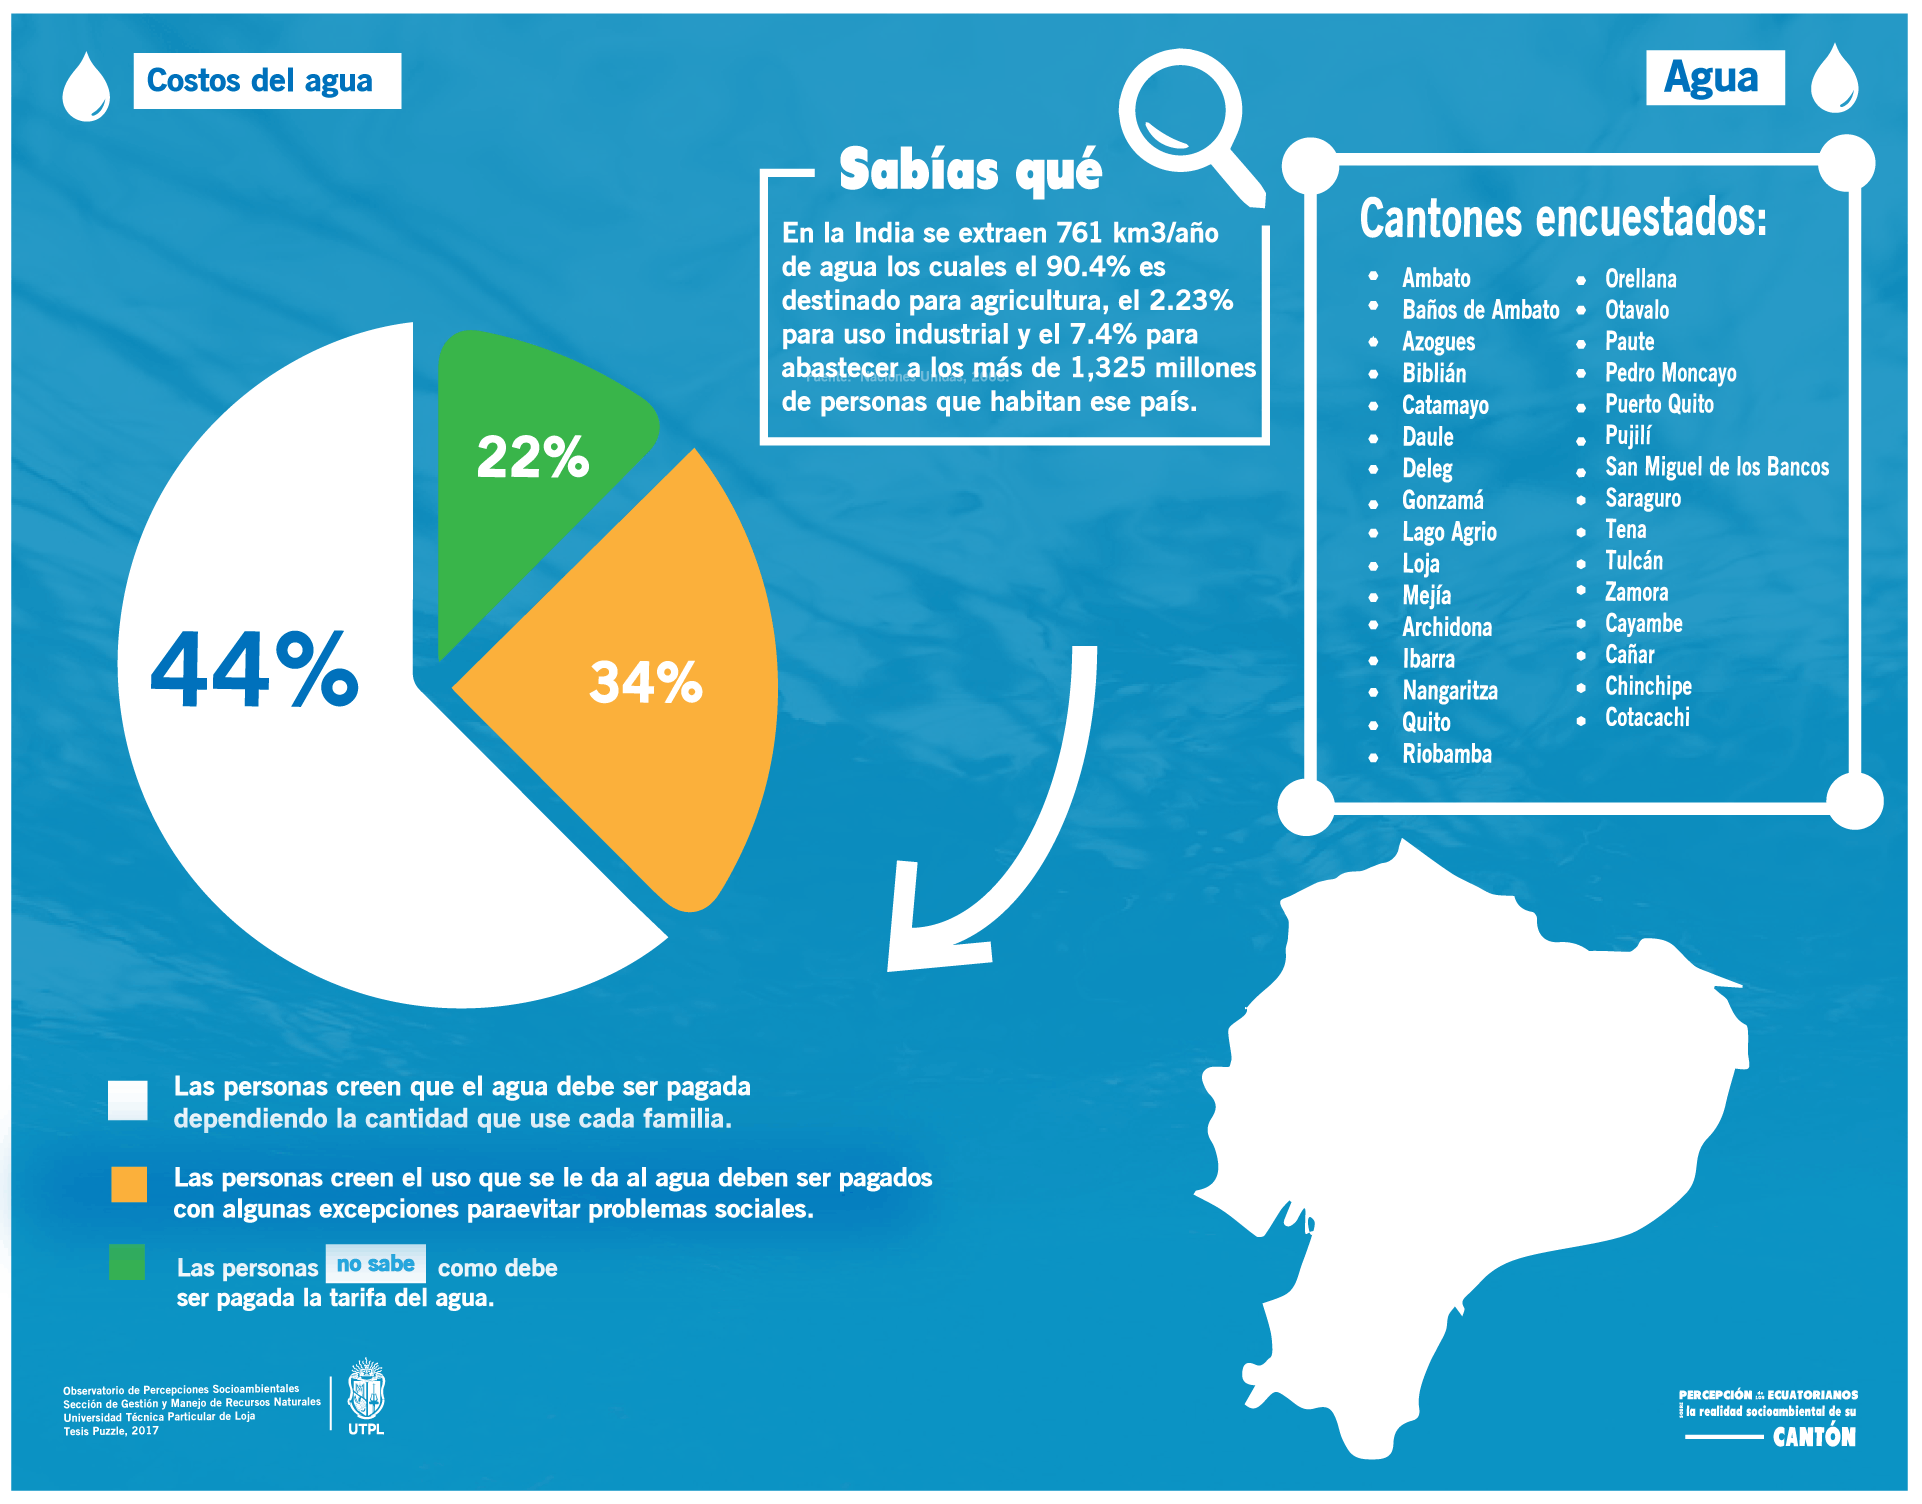 Costos del agua
Agua
Sabías qué
En la India se extraen 761 km3/año
de agua los cuales el 90.4% es
destinado para agricultura, el 2.23%
para uso industrial y el 7.4% para
abastecer a los más de 1,325 millones
de personas que habitan ese país.
Fuente: Naciones Unidas,
Cantones encuestados:
Ambato
Baños de Ambato
Azogues
Biblián
Catamayo
Daule
Deleg
Gonzamá
Lago Agrio
Loja
Mejía
Archidona
Ibarra
Nangaritza
Quito
Riobamba
Orellana
Otavalo
Paute
Pedro Moncayo
Puerto Quito
Pujilí
San Miguel de los Bancos
Saraguro
Tena
Tulcán
Zamora
Cayambe
Cañar
Chinchipe
Cotacachi
22%
34%
44%
Las personas creen que el agua debe ser pagada
dependiendo la cantidad que use cada familia.
Las personas creen el uso que se le da al agua deben ser pagados
con algunas excepciones paraevitar problemas sociales.
Las personas no sabe como debe
ser pagada la tarifa del agua.
Observatorio de Percepciones Socioambientales
Sección de Gestión y Manejo de Recursos Naturales
Universidad Técnica Particular de Loja
Tesis Puzzle, 2017
UTPL
PERCEPCIÓN de los ECUATORIANOS
SOBRE la realidad socioambiental de su
CANTÓN